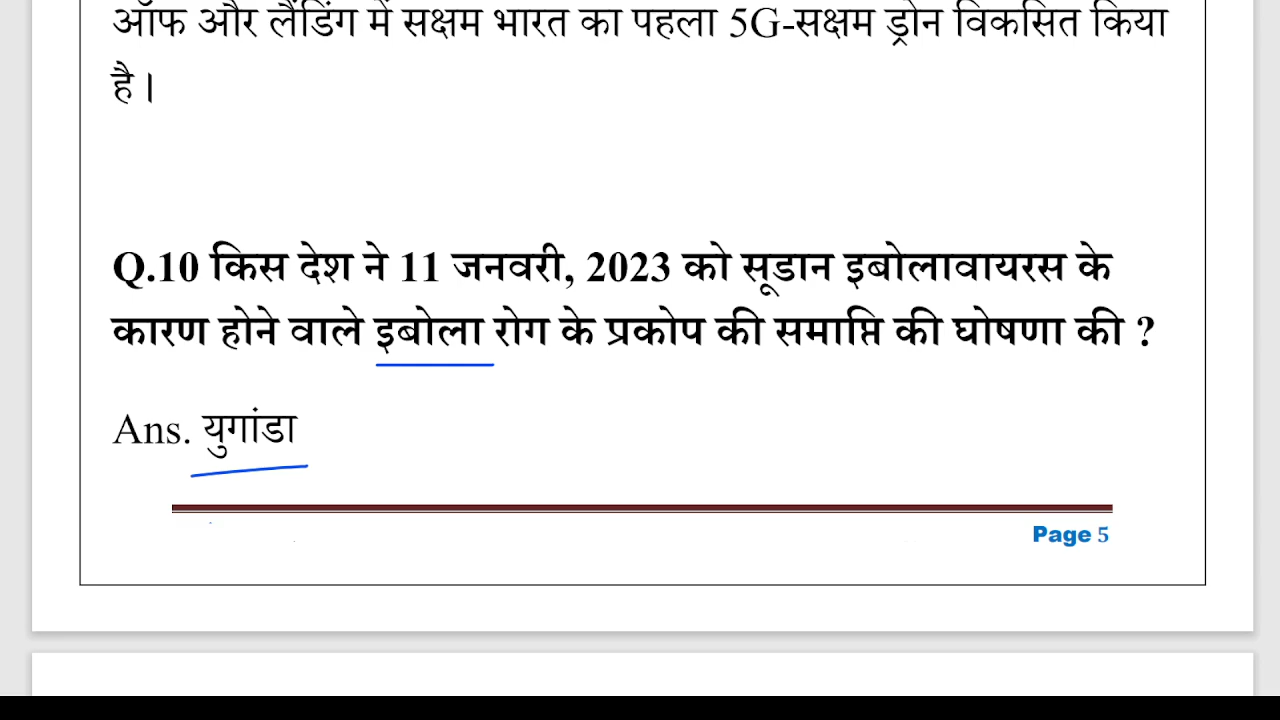 ऑफ और लैंडिंग में सक्षम भारत का पहला 5G-सक्षम ड्रोन विकसित किया
है।
Q.10 किस देश ने 11 जनवरी, 2023 को सूडान इबोलावायरस के
कारण होने वाले इबोला रोग के प्रकोप की समाप्ति की घोषणा की ?
Ans. युगांडा
Page 5